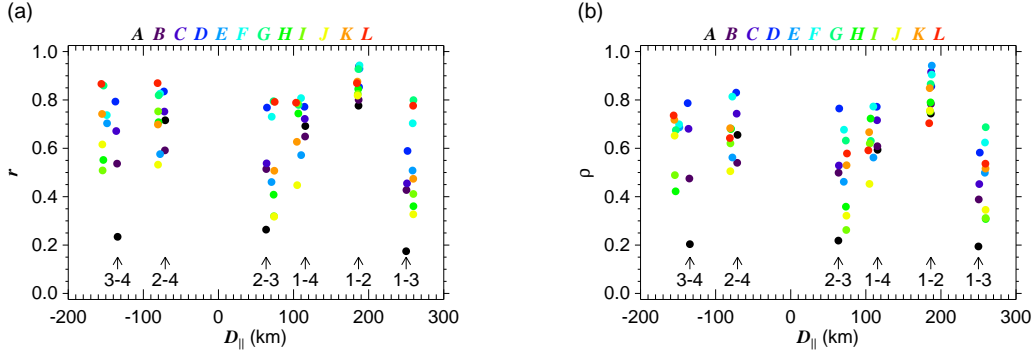 (a)
A B C D E F G H I J K L
1.0
0.8
0.6
0.4
0.2
0.0
r
3-4 2-4 2-3 1-4 1-2 1-3
-200 -100 0 100 200 300
D|| (km)
(b)
A B C D E F G H I J K L
1.0
0.8
0.6
0.4
0.2
0.0
ρ
3-4 2-4 2-3 1-4 1-2 1-3
-200 -100 0 100 200 300
D|| (km)